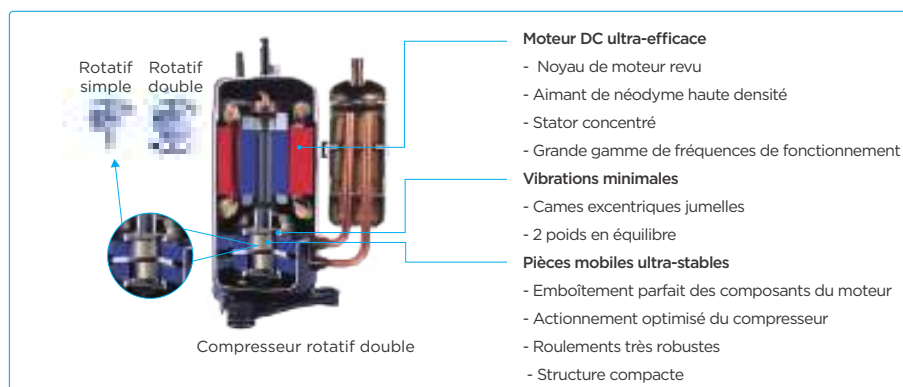 Rotatif simple
Rotatif double
Compresseur rotatif double
Moteur DC ultra-efficace
- Noyau de moteur revu
- Aimant de néodyme haute densité
- Stator concentré
- Grande gamme de fréquences de fonctionnement
Vibrations minimales
- Cames excentriques jumelles
- 2 poids en équilibre
Pièces mobiles ultra-stables
- Emboîtement parfait des composants du moteur
- Actionnement optimisé du compresseur
- Roulements très robustes
- Structure compacte